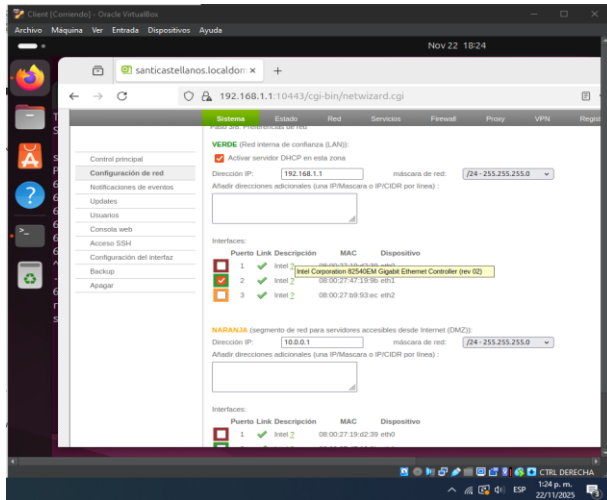 Client [Corriendo] - Oracle VirtualBox
Archivo Máquina Ver Entrada Dispositivos Ayuda
Nov 22 18:24
santicastellanos.localdom
192.168.1.1:10443/cgi-bin/netwizard.cgi
Sistema Estado Red Servicios Firewall Proxy VPN
Paso 3/8: Preferencias de red
VERDE (Red interna de confianza (LAN)):
Activar servidor DHCP en esta zona
Dirección IP: 192.168.1.1 máscara de red: /24 - 255.255.255.0
Añadir direcciones adicionales (una IP/Mascara o IP/CIDR por línea) :
Control principal
Configuración de red
Notificaciones de eventos
Updates
Usuarios
Consola web
Acceso SSH
Configuración del interfaz
Backup
Apagar
Interfaces:
Puerto Link Descripción MAC Dispositivo
1 Intel ? eth0
Intel Corporation 82540EM Gigabit Ethernet Controller (rev 02)
2 Intel ? 08:00:27:47:19:9b eth1
3 Intel ? 08:00:27:b9:93:ec eth2
NARANJA (segmento de red para servidores accesibles desde Internet (DMZ)):
Dirección IP: 10.0.0.1 máscara de red: /24 - 255.255.255.0
Añadir direcciones adicionales (una IP/Mascara o IP/CIDR por línea) :
Interfaces:
Puerto Link Descripción MAC Dispositivo
1 Intel ? 08:00:27:19:d2:39 eth0
CTRL DERECHA
ESP
1:24 p. m.
22/11/2025